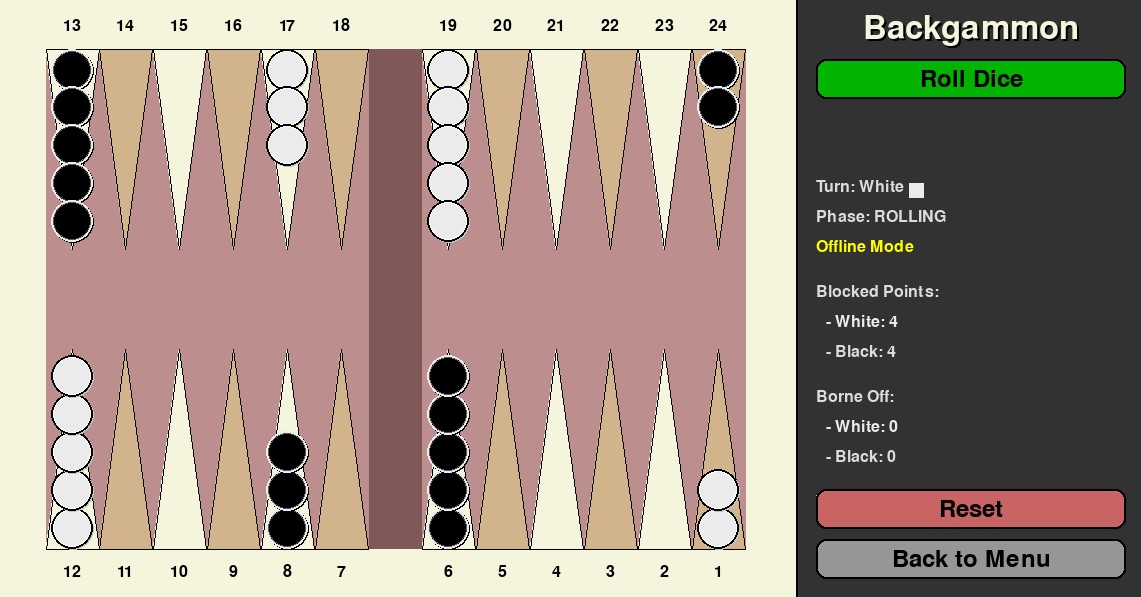 13 14 15 16 17 18 19 20 21 22 23 24
12 11 10 9 8 7 6 5 4 3 2 1
Backgammon
Roll Dice
Turn: White
Phase: ROLLING
Offline Mode
Blocked Points:
- White: 4
- Black: 4
Borne Off:
- White: 0
- Black: 0
Reset
Back to Menu